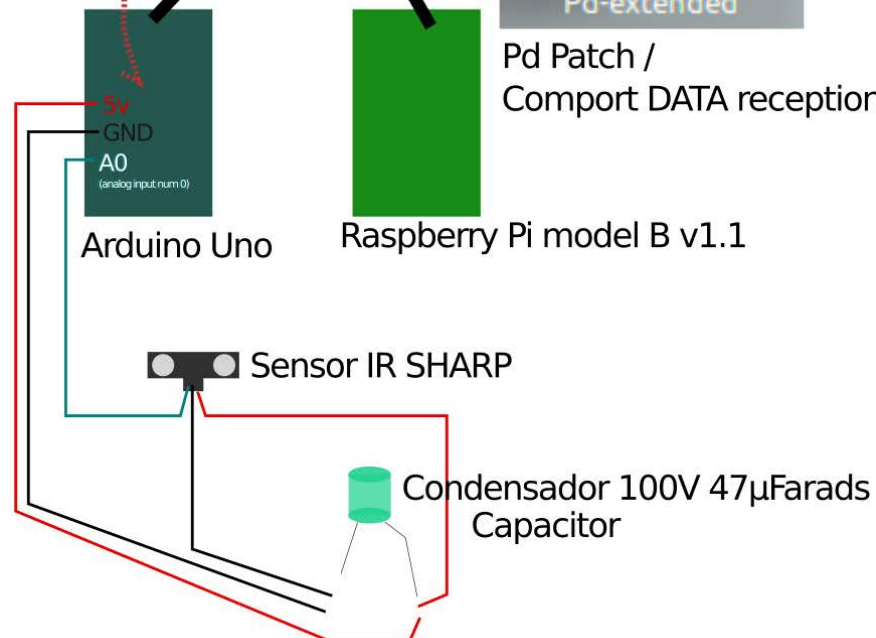 Pd-extended
Pd Patch /
Comport DATA reception
5v
GND
A0
(analog input num 0)
Arduino Uno
Raspberry Pi model B v1.1
Sensor IR SHARP
Condensador 100V 47µFarads
Capacitor